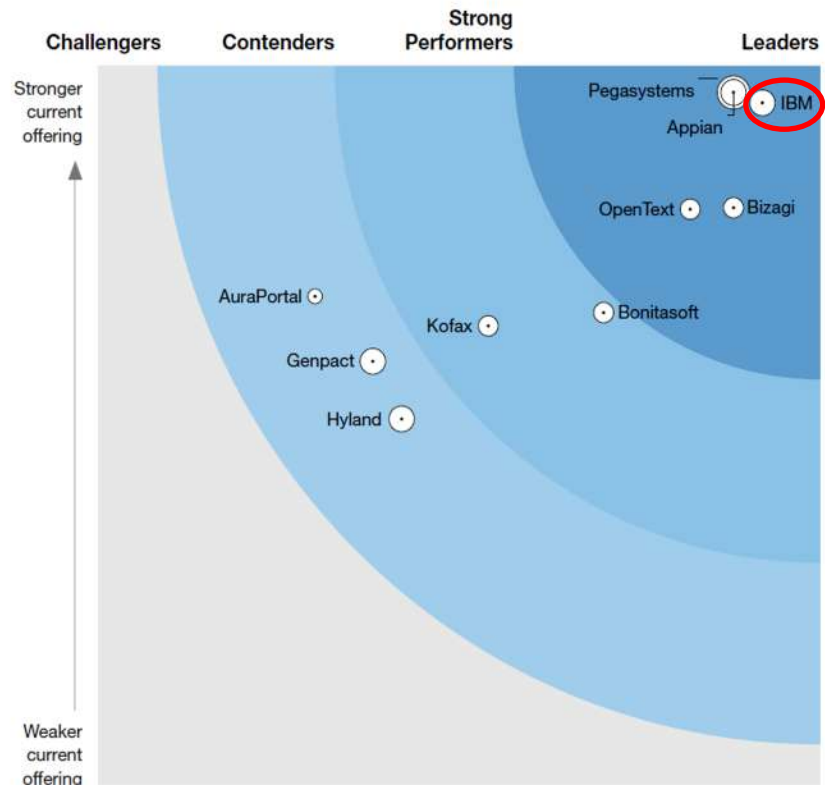 Strong
Challengers Contenders Performers Leaders
Stronger
current
offering
Pegasystems
IBM
Appian
OpenText
Bizagi
AuraPortal
Bonitasoft
Kofax
Genpact
Hyland
Weaker
current
offering